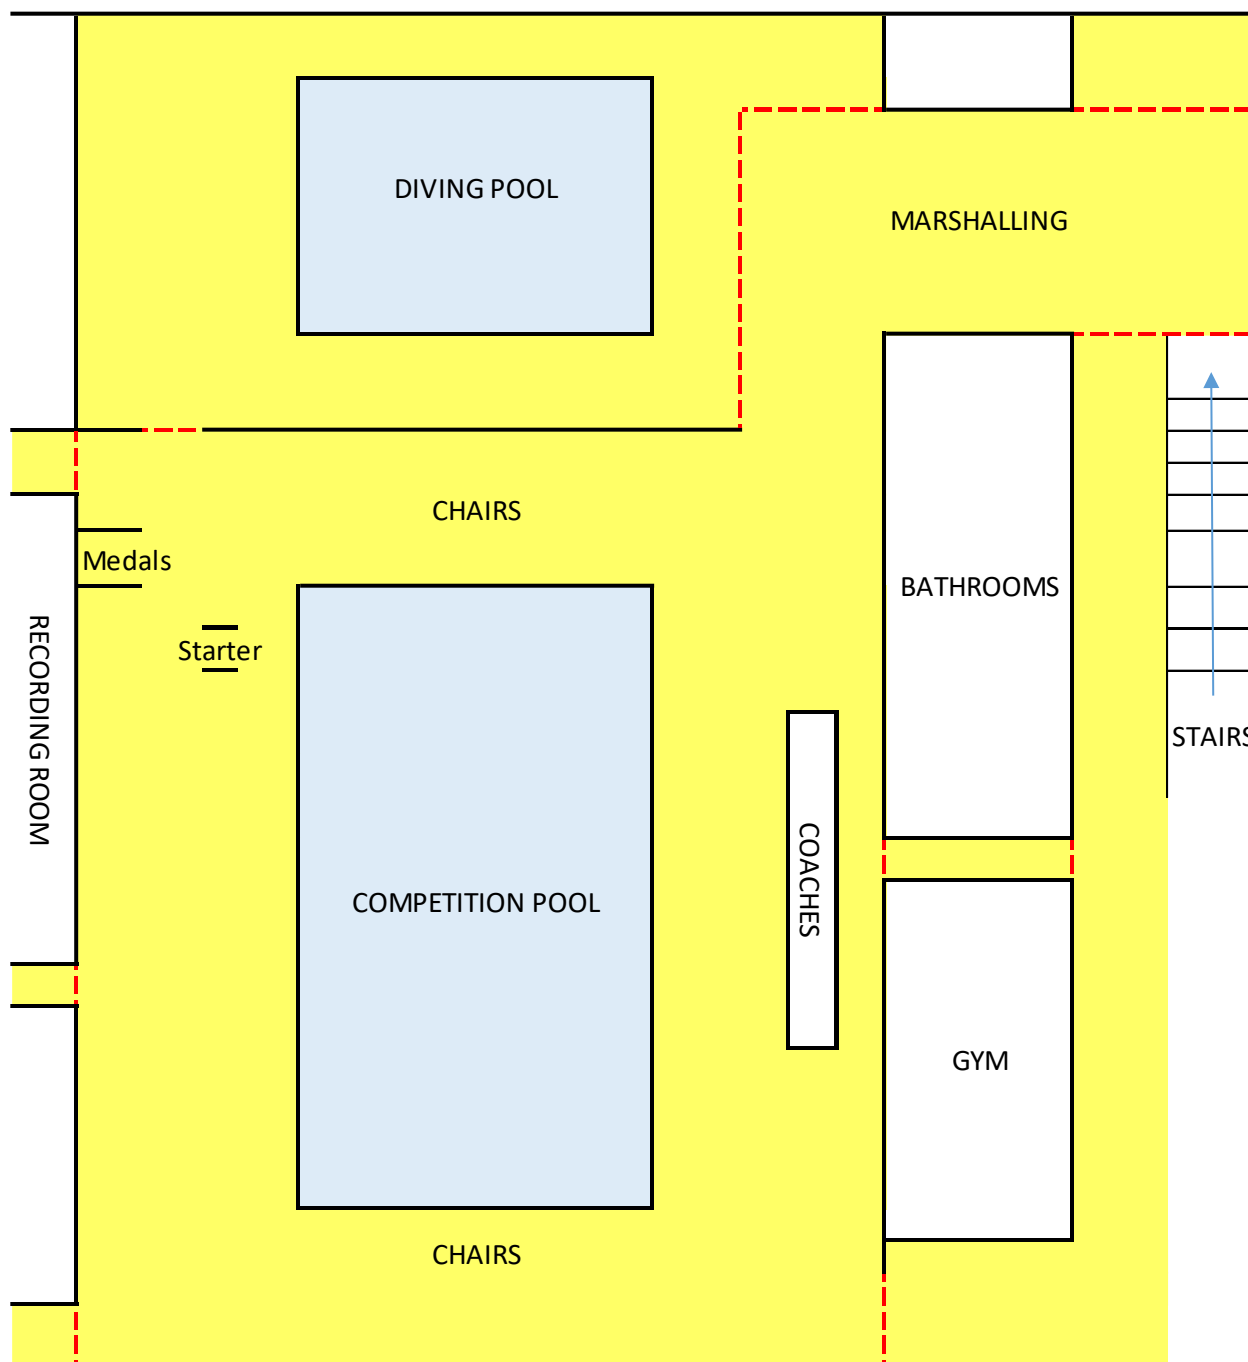 DIVING POOL
MARSHALLING
CHAIRS
Medals
BATHROOMS
Starter
RECORDING ROOM
STAIRS
COACHES
COMPETITION POOL
GYM
CHAIRS